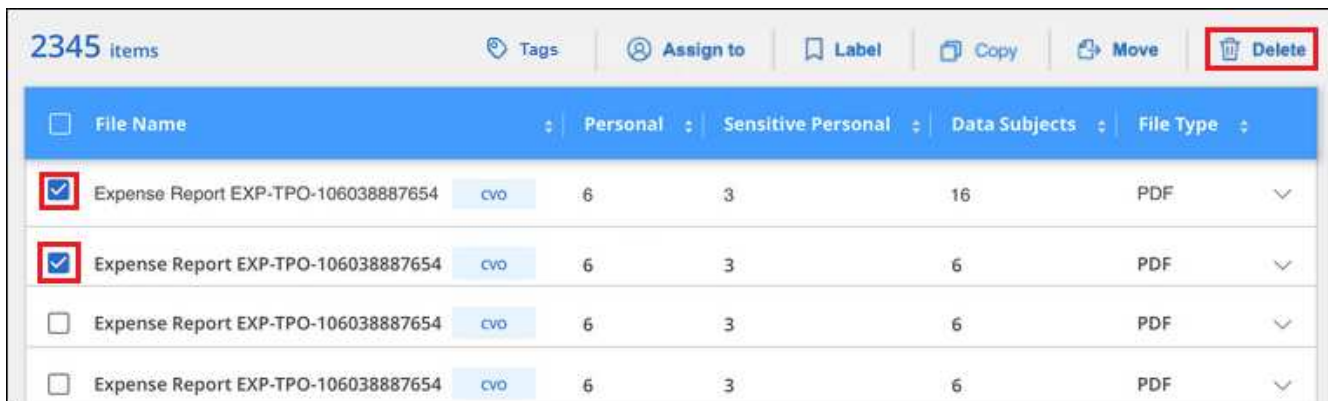 2345 items Tags Assign to Label Copy Move Delete
File Name Personal Sensitive Personal Data Subjects File Type
Expense Report EXP-TPO-106038887654 CVO 6 3 16 PDF
Expense Report EXP-TPO-106038887654 CVO 6 3 6 PDF
Expense Report EXP-TPO-106038887654 CVO 6 3 6 PDF
Expense Report EXP-TPO-106038887654 CVO 6 3 6 PDF